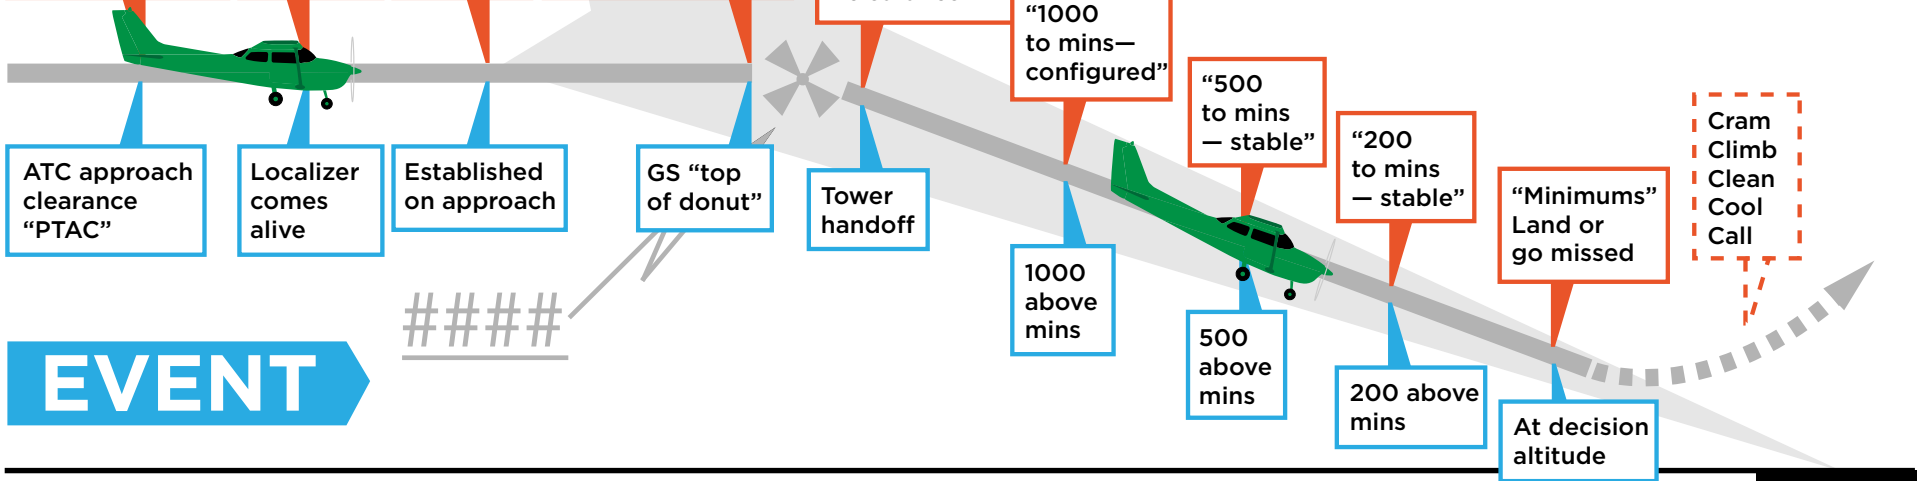 “1000
to mins—
configured”
“500
to mins
— stable”
“200
to mins
— stable”
“Minimums”
Land or
go missed
Cram
Climb
Clean
Cool
Call
ATC approach
clearance
“PTAC”
Localizer
comes
alive
Established
on approach
GS “top
of donut”
Tower
handoff
1000
above
mins
500
above
mins
200 above
mins
At decision
altitude
####
EVENT